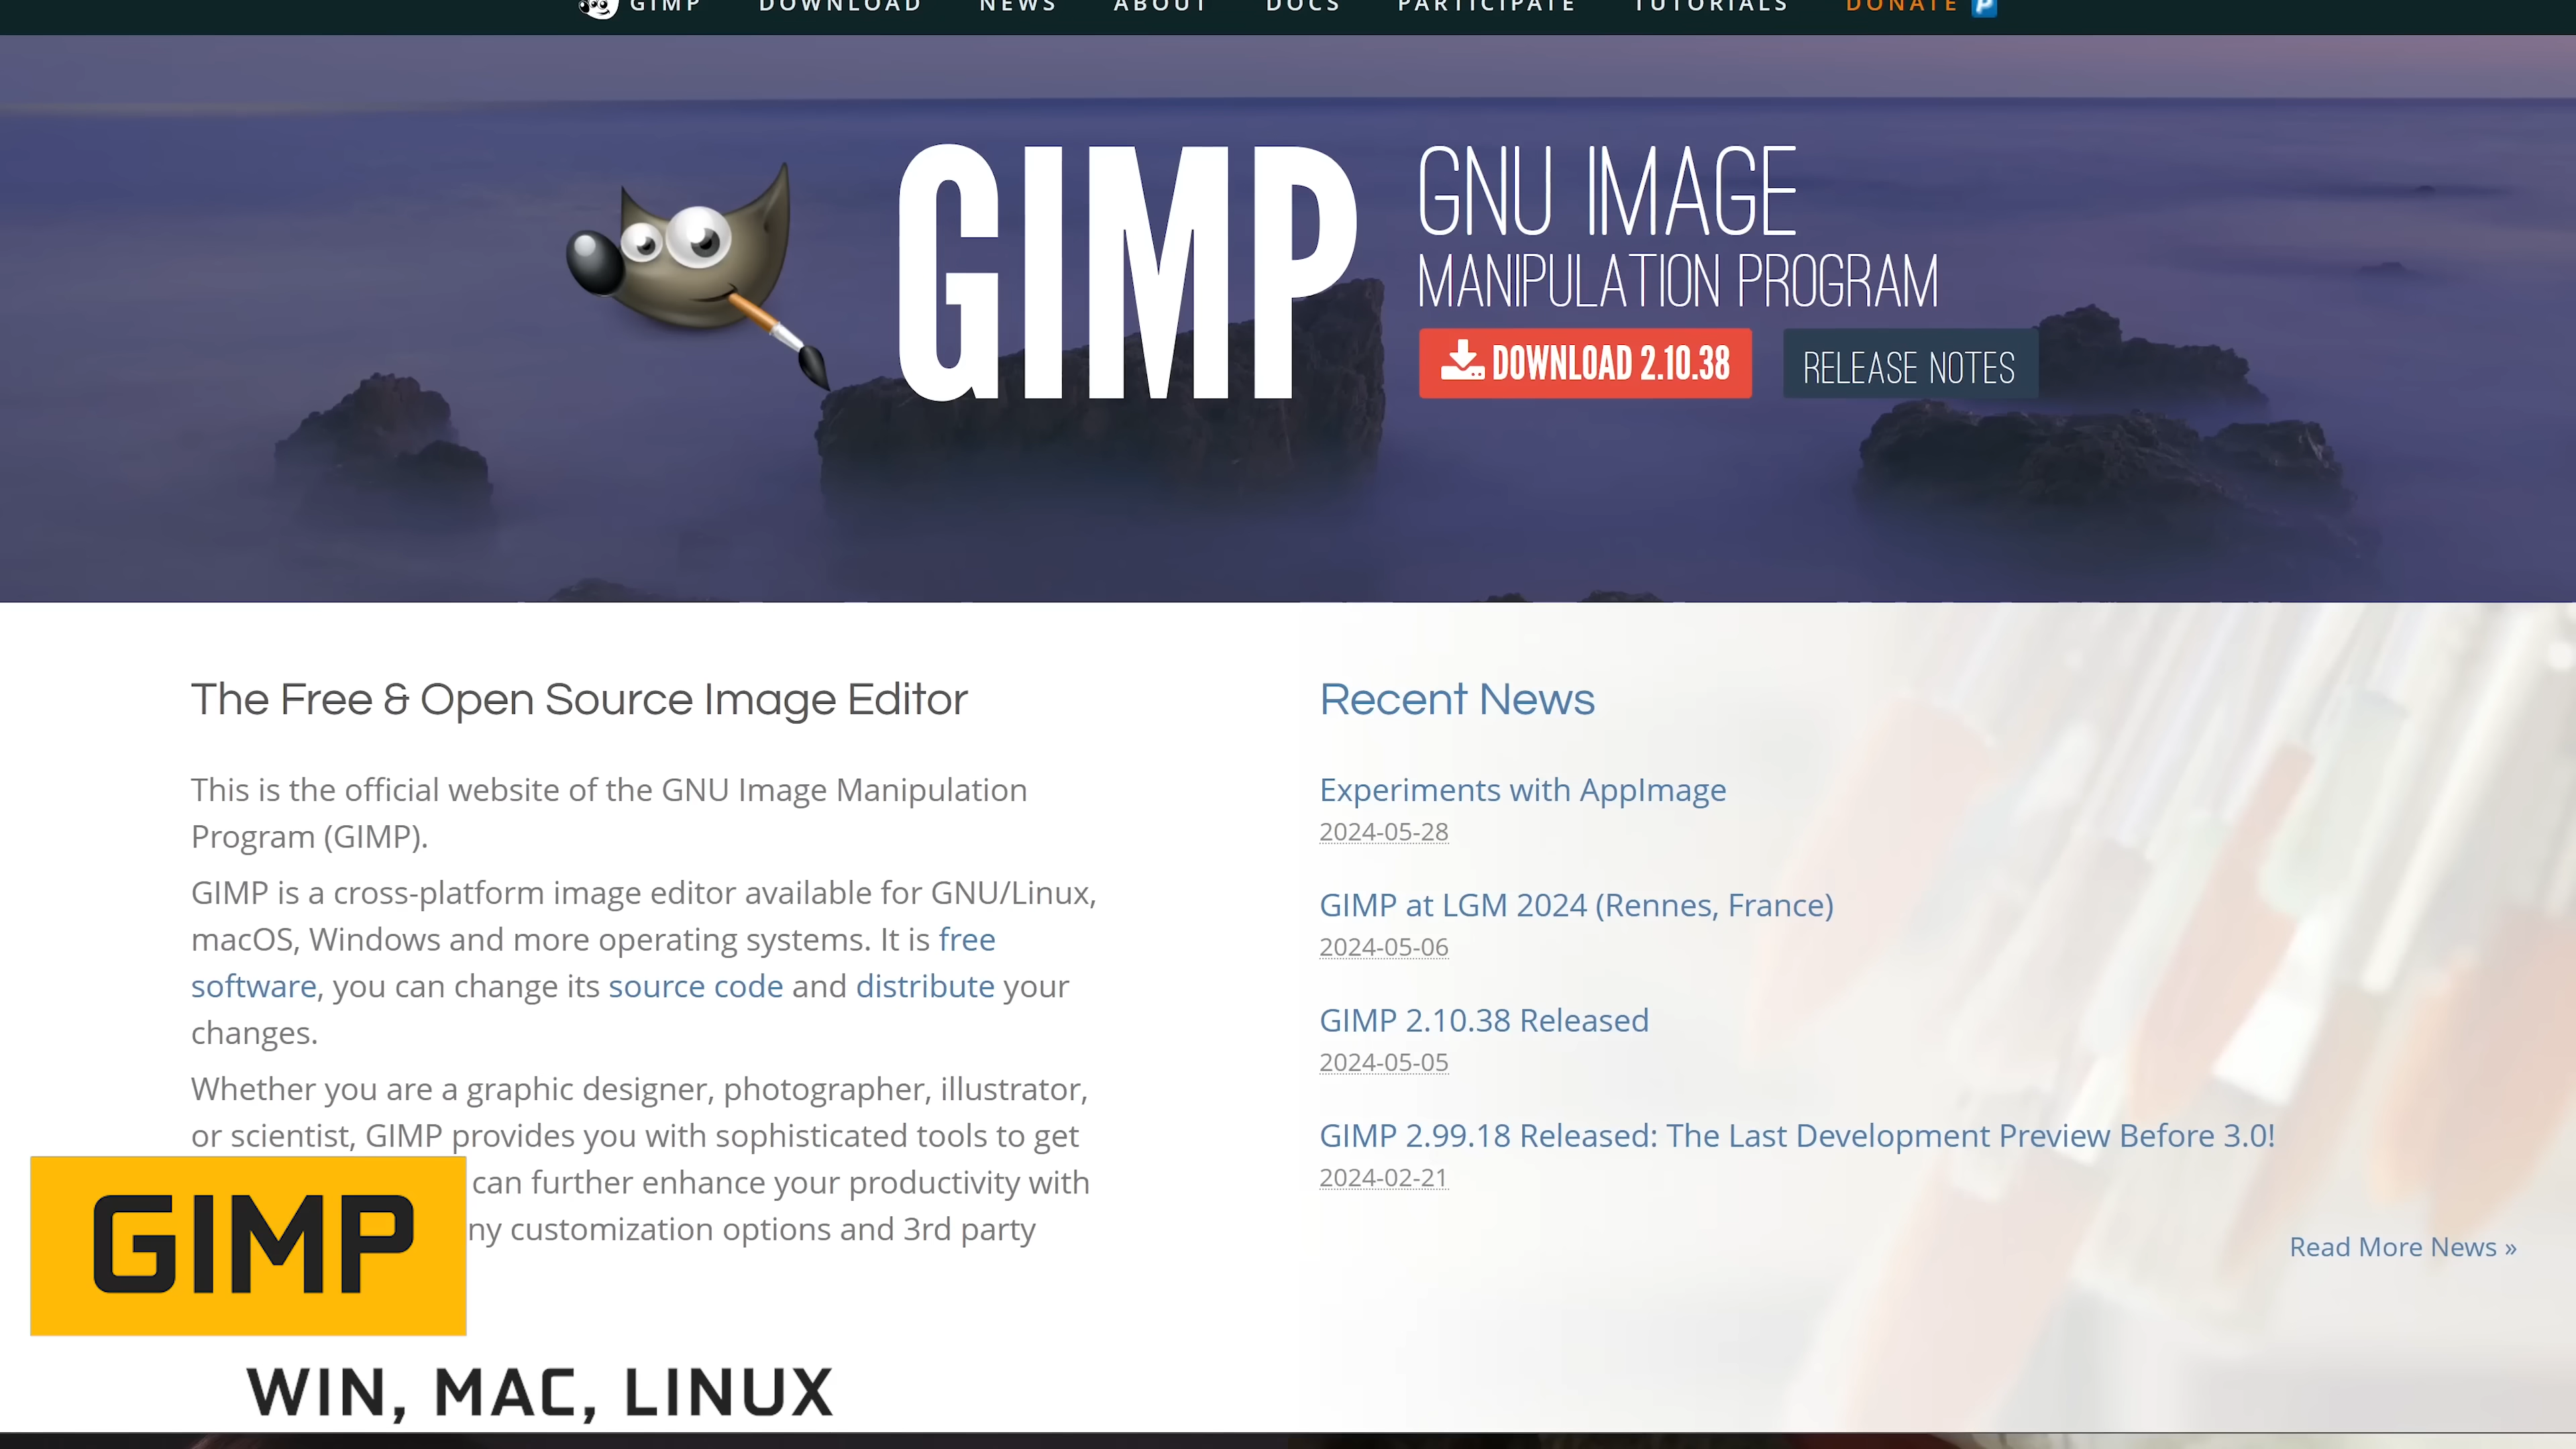 GIMP DOWNLOAD NEWS ABOUT DOCS PARTICIPATE TUTORIALS DONATE
GIMP
GNU IMAGE
MANIPULATION PROGRAM
DOWNLOAD 2.10.38
RELEASE NOTES
The Free & Open Source Image Editor
This is the official website of the GNU Image Manipulation
Program (GIMP).
GIMP is a cross-platform image editor available for GNU/Linux,
macOS, Windows and more operating systems. It is free
software, you can change its source code and distribute your
changes.
Whether you are a graphic designer, photographer, illustrator,
or scientist, GIMP provides you with sophisticated tools to get
can further enhance your productivity with
ny customization options and 3rd party
Recent News
Experiments with AppImage
2024-05-28
GIMP at LGM 2024 (Rennes, France)
2024-05-06
GIMP 2.10.38 Released
2024-05-05
GIMP 2.99.18 Released: The Last Development Preview Before 3.0!
2024-02-21
Read More News »
GIMP
WIN, MAC, LINUX